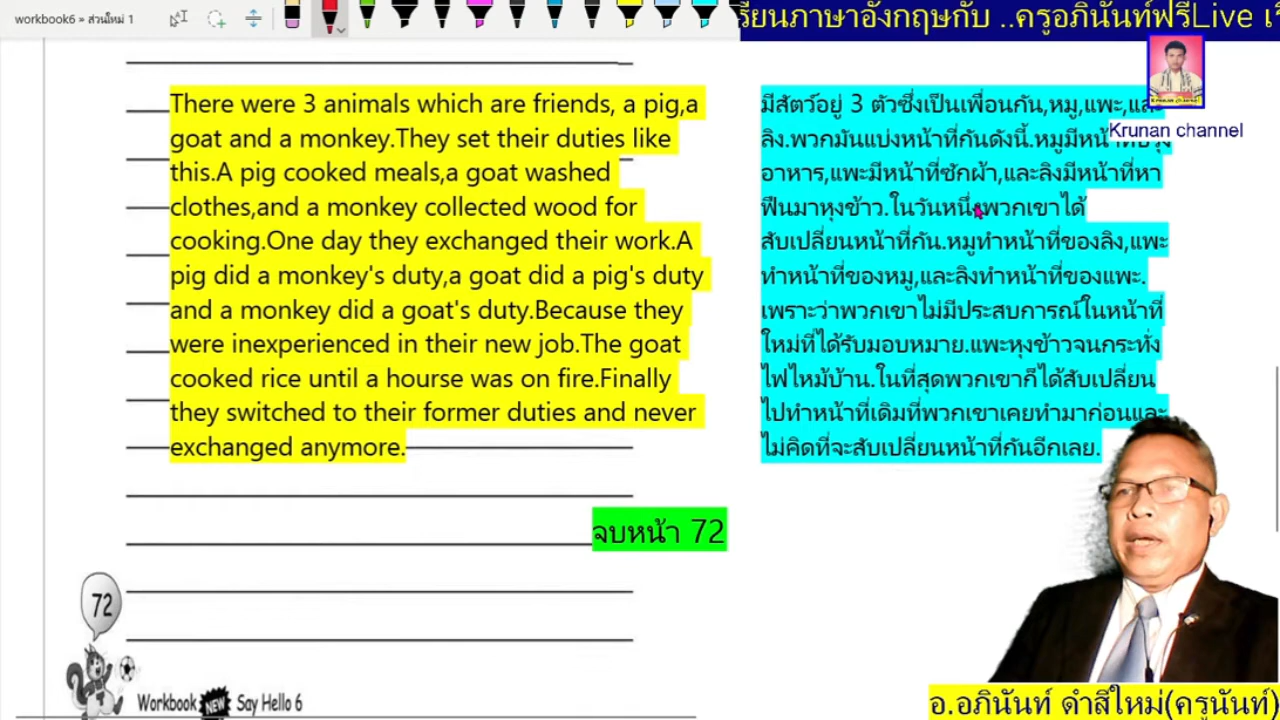 workbook6 » ส่วนใหม่ 1
รียนภาษาอังกฤษกับ ..ครูอภินันท์ฟรีLive เรี
Krunan channel
There were 3 animals which are friends, a pig,a
goat and a monkey.They set their duties like
this.A pig cooked meals,a goat washed
clothes,and a monkey collected wood for
cooking.One day they exchanged their work.A
pig did a monkey's duty,a goat did a pig's duty
and a monkey did a goat's duty.Because they
were inexperienced in their new job.The goat
cooked rice until a hourse was on fire.Finally
they switched to their former duties and never
exchanged anymore.
มีสัตว์อยู่ 3 ตัวซึ่งเป็นเพื่อนกัน,หมู,แพะ,และ
ลิง.พวกมันแบ่งหน้าที่กันดังนี้.หมูมีหน้าที่ปรุง
อาหาร,แพะมีหน้าที่ซักผ้า,และลิงมีหน้าที่หา
ฟืนมาหุงข้าว.ในวันหนึ่งพวกเขาได้
สับเปลี่ยนหน้าที่กัน.หมูทำหน้าที่ของลิง,แพะ
ทำหน้าที่ของหมู,และลิงทำหน้าที่ของแพะ.
เพราะว่าพวกเขาไม่มีประสบการณ์ในหน้าที่
ใหม่ที่ได้รับมอบหมาย.แพะหุงข้าวจนกระทั่ง
ไฟไหม้บ้าน.ในที่สุดพวกเขาก็ได้สับเปลี่ยน
ไปทำหน้าที่เดิมที่พวกเขาเคยทำมาก่อนและ
ไม่คิดที่จะสับเปลี่ยนหน้าที่กันอีกเลย.
จบหน้า 72
72
Workbook NEW Say Hello 6
อ.อภินันท์ ดำสีใหม่(ครูนันท์)